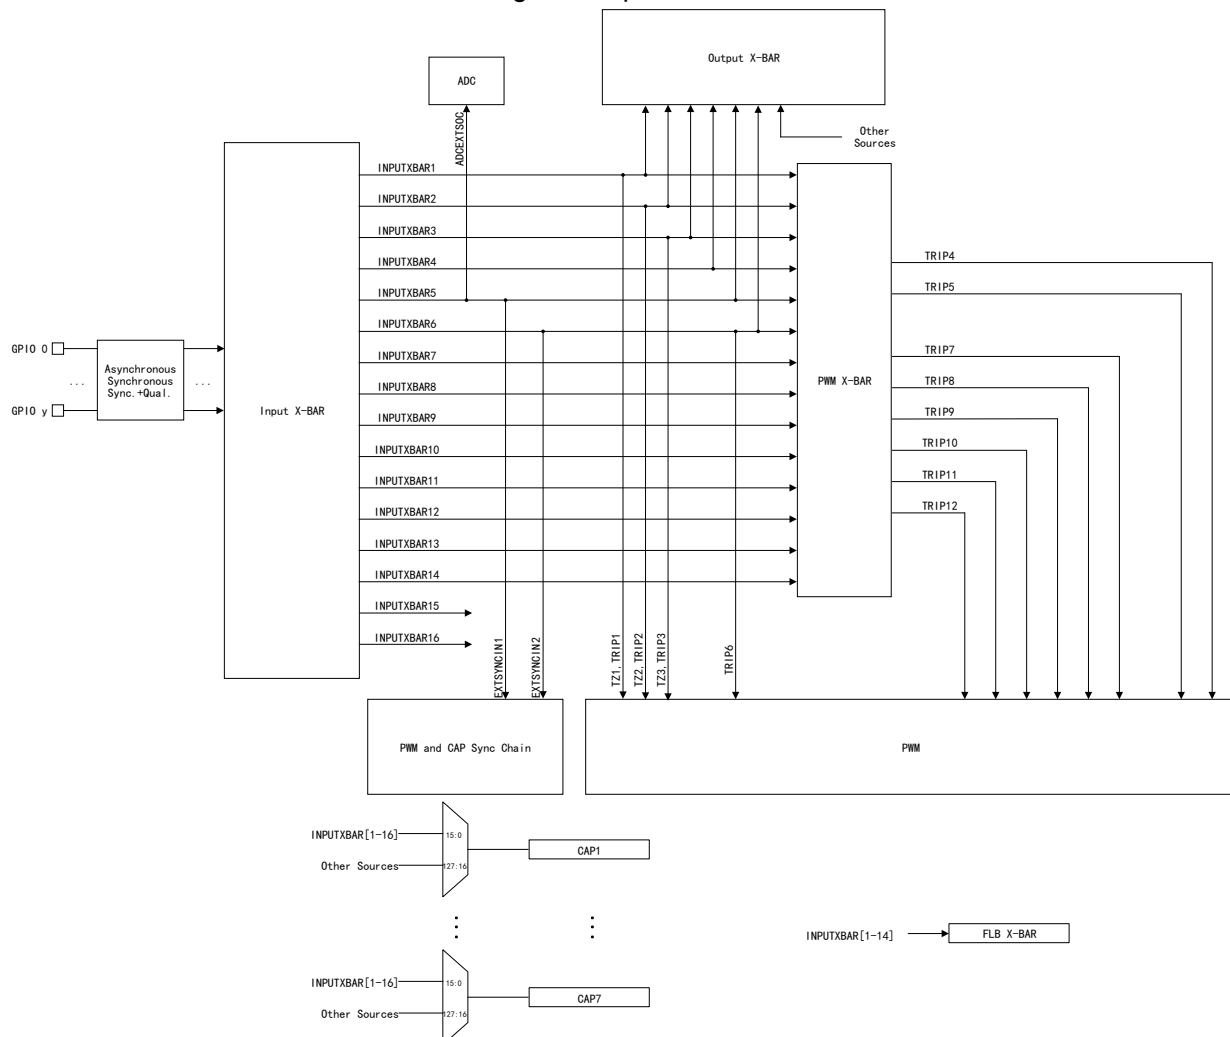 Output X-BAR
ADC
ADCEXTSOC
Other
Sources
INPUTXBAR1
INPUTXBAR2
INPUTXBAR3
INPUTXBAR4
INPUTXBAR5
INPUTXBAR6
INPUTXBAR7
INPUTXBAR8
INPUTXBAR9
INPUTXBAR10
INPUTXBAR11
INPUTXBAR12
INPUTXBAR13
INPUTXBAR14
INPUTXBAR15
INPUTXBAR16
GPIO 0
...
GPIO y
Asynchronous
Synchronous
Sync.+Qual.
...
Input X-BAR
PWM X-BAR
TRIP4
TRIP5
TRIP7
TRIP8
TRIP9
TRIP10
TRIP11
TRIP12
EXTSYNCIN1
EXTSYNCIN2
TZ1,TRIP1
TZ2,TRIP2
TZ3,TRIP3
TRIP6
PWM and CAP Sync Chain
PWM
INPUTXBAR[1-16]
15:0
Other Sources
127:16
CAP1
INPUTXBAR[1-14]
FLB X-BAR
INPUTXBAR[1-16]
15:0
Other Sources
127:16
CAP7